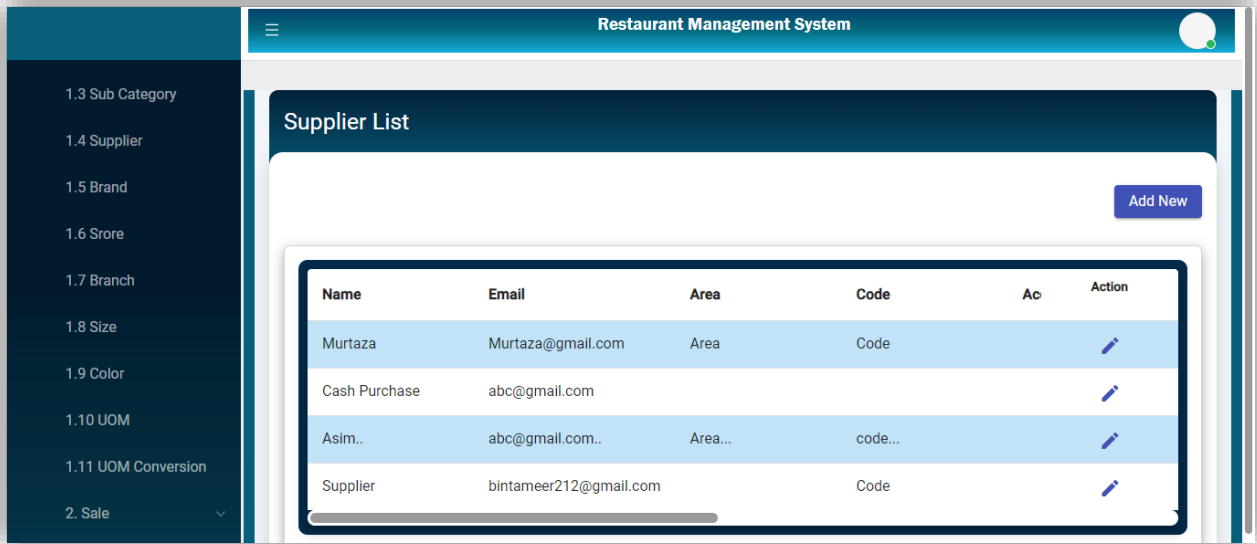 Restaurant Management System
1.3 Sub Category
1.4 Supplier
1.5 Brand
1.6 Srore
1.7 Branch
1.8 Size
1.9 Color
1.10 UOM
1.11 UOM Conversion
2. Sale
Supplier List
Add New
Name Email Area Code Action
Murtaza Murtaza@gmail.com Area Code
Cash Purchase abc@gmail.com
Asim.. abc@gmail.com.. Area... code...
Supplier bintameer212@gmail.com Code